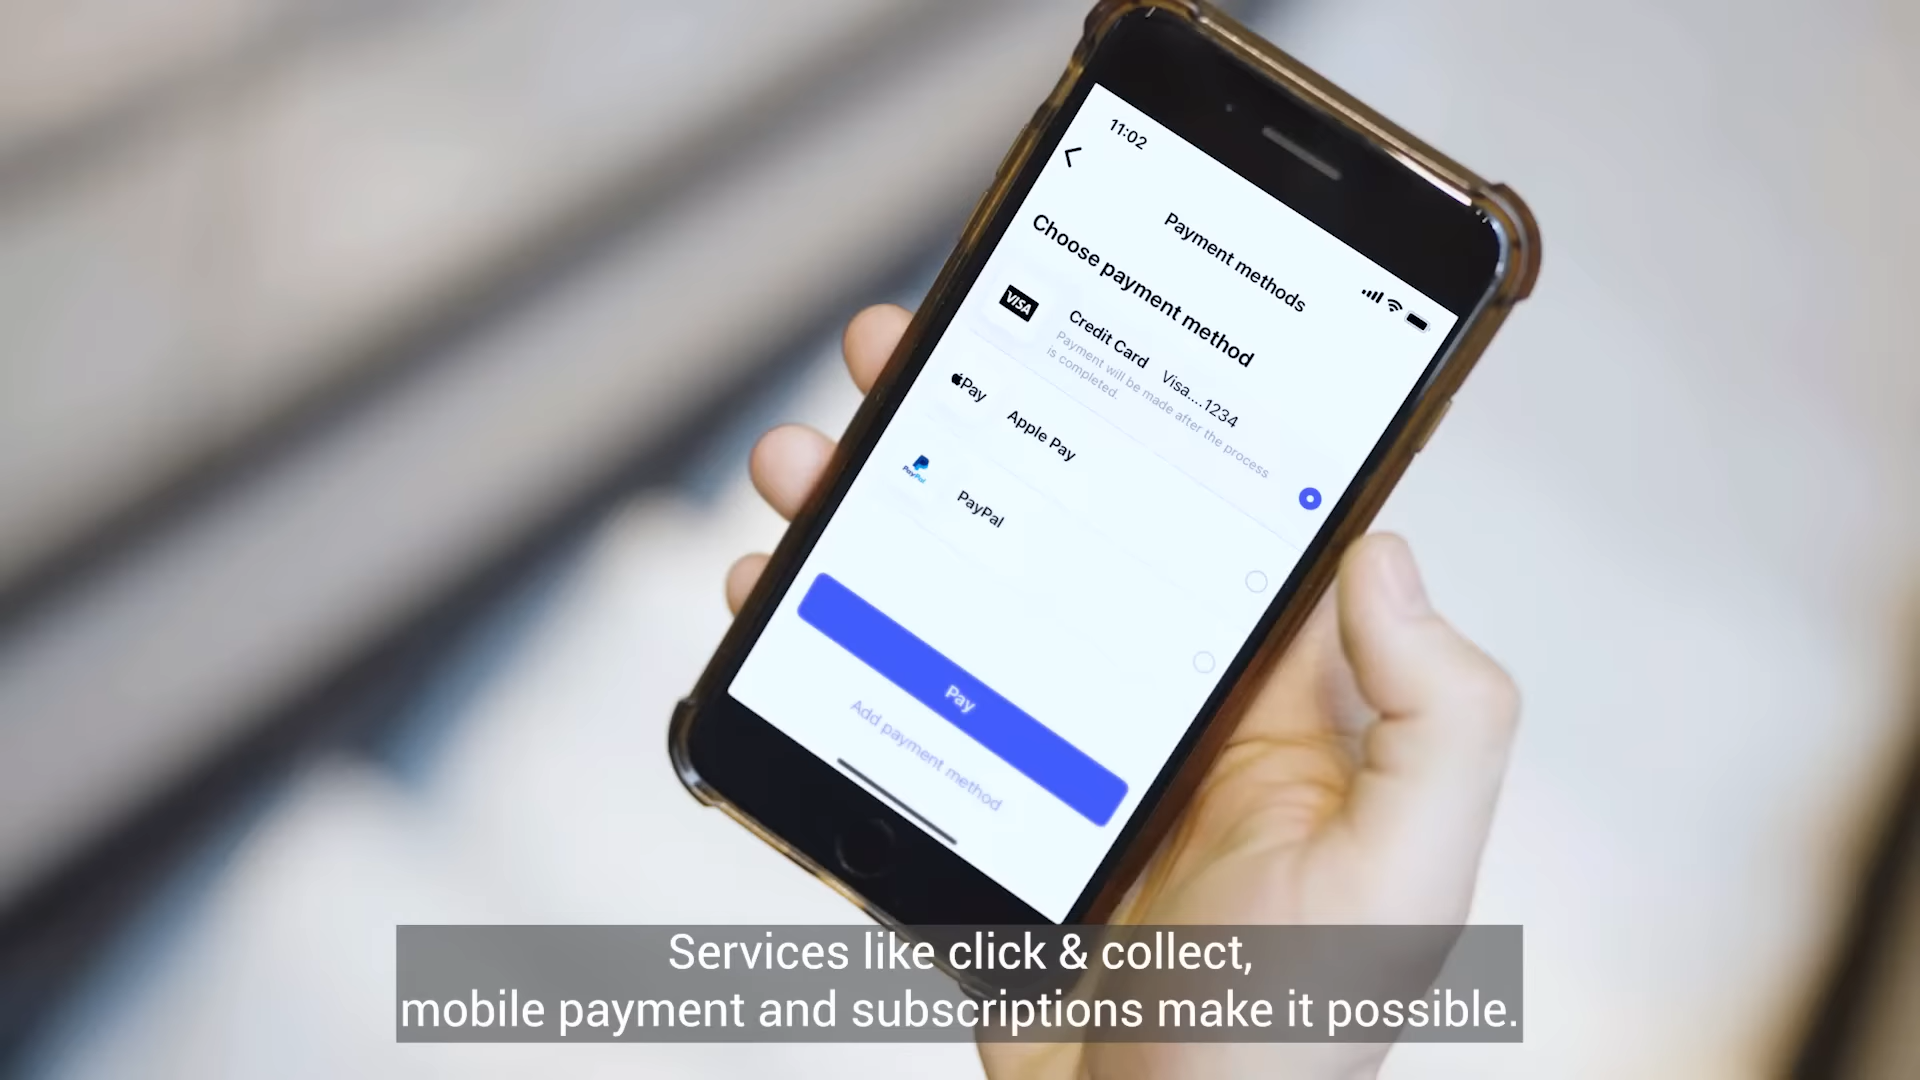 11:02
Payment methods
Choose payment method
VISA
Credit Card Visa....1234
Payment will be made after the process
is completed.
Pay
Apple Pay
PayPal
PayPal
Pay
Add payment method
Services like click & collect,
mobile payment and subscriptions make it possible.